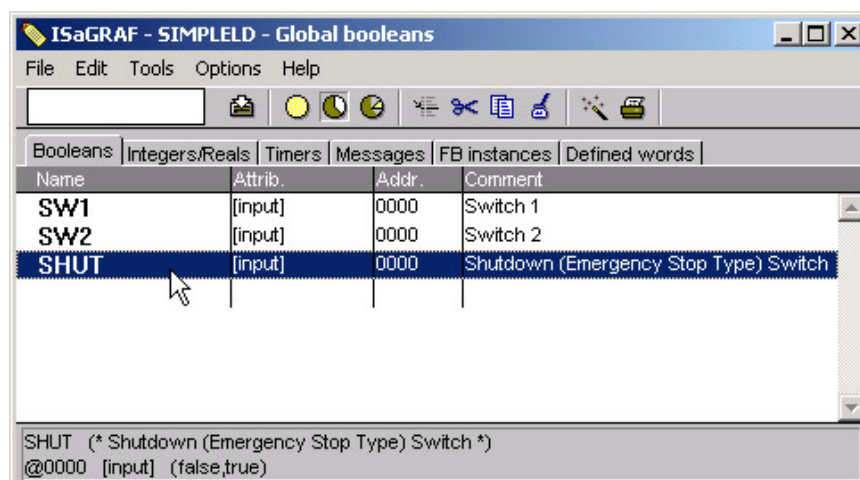 ISaGRAF - SIMPLELD - Global booleans
File Edit Tools Options Help
Booleans Integers/Reals Timers Messages FB instances Defined words
Name Attrib. Addr. Comment
SW1 [input] 0000 Switch 1
SW2 [input] 0000 Switch 2
SHUT [input] 0000 Shutdown (Emergency Stop Type) Switch
SHUT (* Shutdown (Emergency Stop Type) Switch *)
@0000 [input] (false,true)